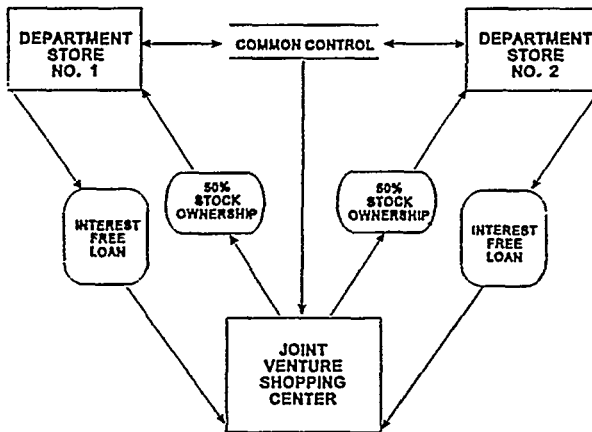 DEPARTMENT
STORE
NO. 1
COMMON CONTROL
DEPARTMENT
STORE
NO. 2
INTEREST
FREE
LOAN
50%
STOCK
OWNERSHIP
50%
STOCK
OWNERSHIP
INTEREST
FREE
LOAN
JOINT
VENTURE
SHOPPING
CENTER